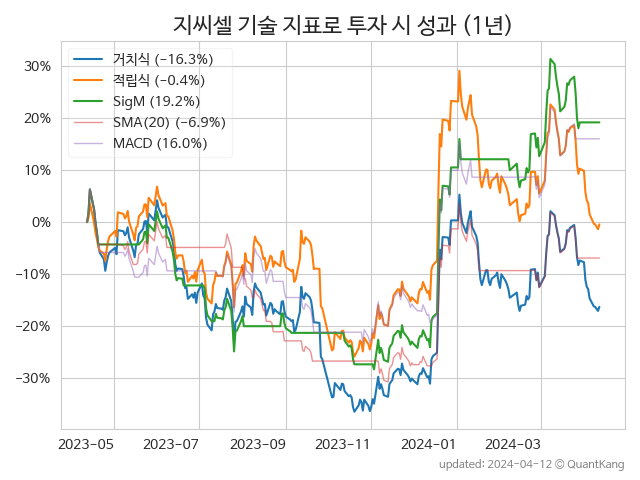 지씨셀 기술 지표로 투자 시 성과 (1년)
거치식 (−16.3%)
적립식 (−0.4%)
SigM (19.2%)
SMA(20) (−6.9%)
MACD (16.0%)
30%
20%
10%
0%
−10%
−20%
−30%
2023-05 2023-07 2023-09 2023-11 2024-01 2024-03
updated: 2024-04-12 © QuantKang